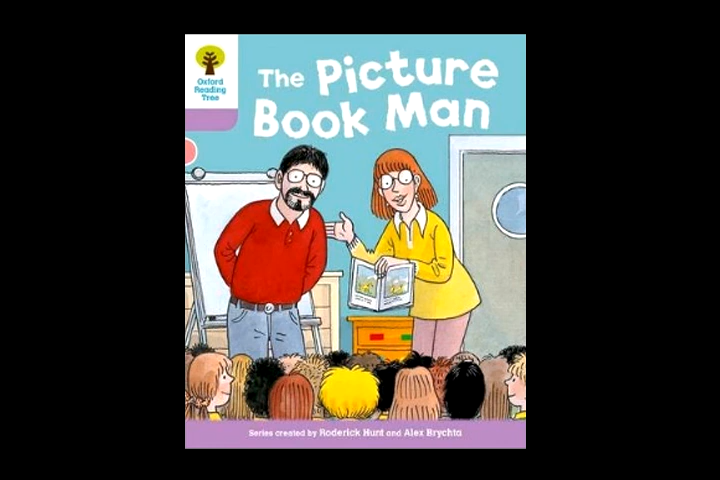 Oxford
Reading
Tree
The Picture
Book Man
Series created by Roderick Hunt and Alex Brychta